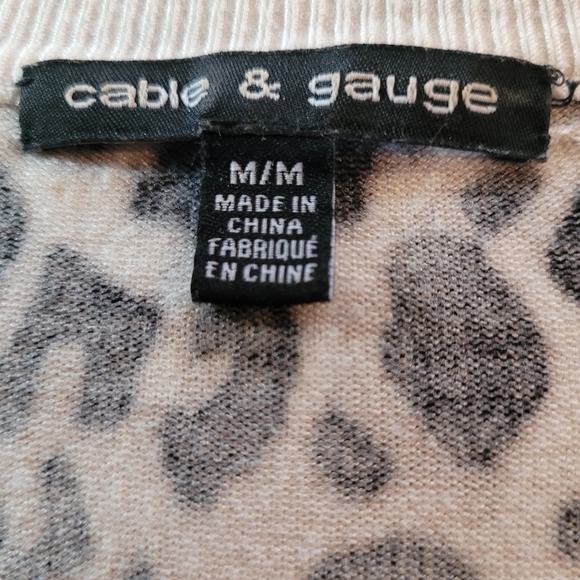 cable & gauge
M/M
MADE IN
CHINA
FABRIQUÉ
EN CHINE